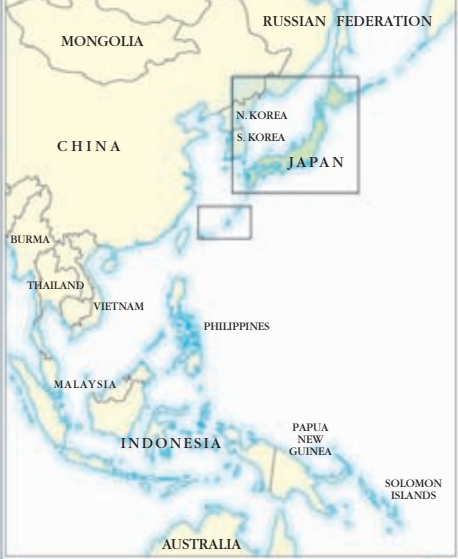 RUSSIAN FEDERATION
MONGOLIA
N. KOREA
S. KOREA
CHINA
JAPAN
BURMA
THAILAND
VIETNAM
PHILIPPINES
MALAYSIA
INDONESIA
PAPUA
NEW
GUINEA
SOLOMON
ISLANDS
AUSTRALIA